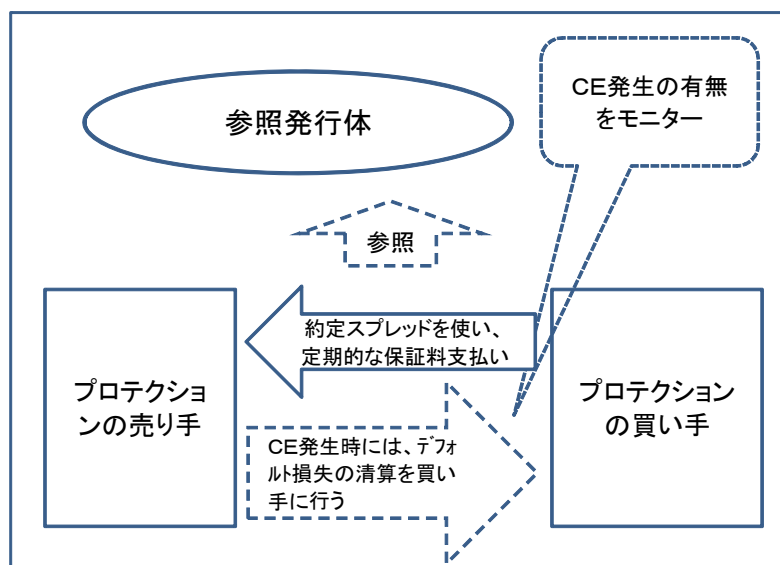 参照発行体
CE発生の有無
をモニター
参照
約定スプレッドを使い、
定期的な保証料支払い
プロテクショ
ンの売り手
プロテクション
の買い手
CE発生時には、ﾃﾞﾌｫ
ﾙﾄ損失の清算を買い
手に行う